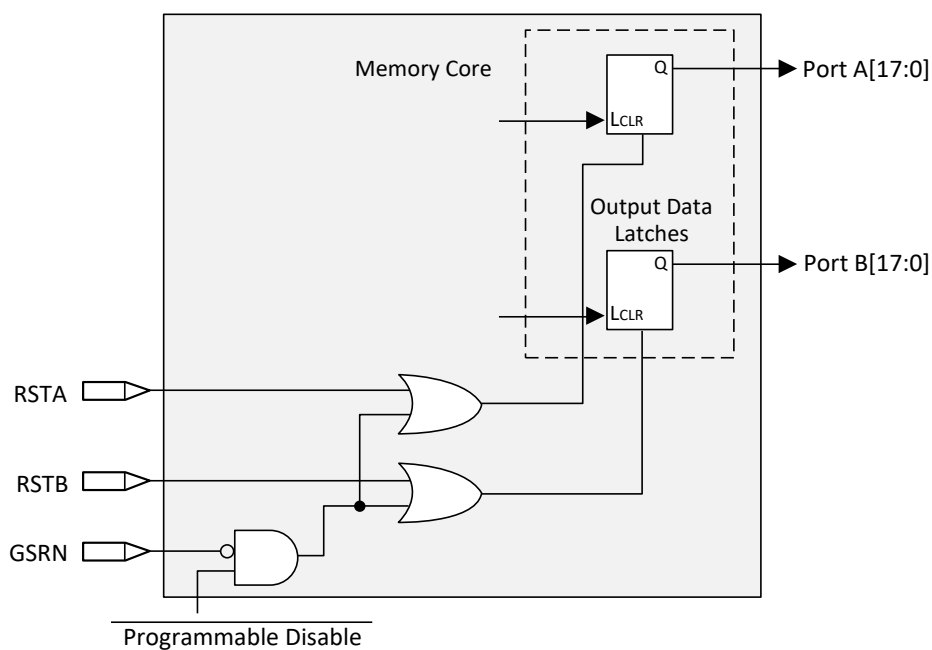 Memory Core
Q
Port A[17:0]
LCLR
Output Data
Latches
Q
Port B[17:0]
LCLR
RSTA
RSTB
GSRN
Programmable Disable